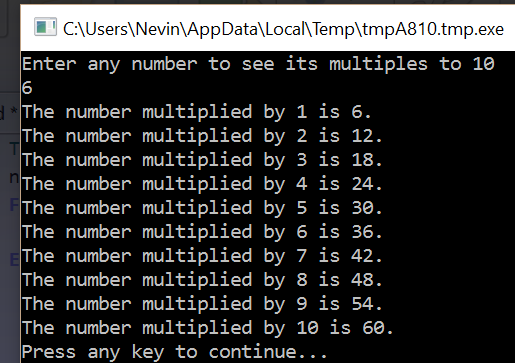 C:\Users\Nevin\AppData\Local\Temp\tmpA810.tmp.exe
Enter any number to see its multiples to 10
6
The number multiplied by 1 is 6.
The number multiplied by 2 is 12.
The number multiplied by 3 is 18.
The number multiplied by 4 is 24.
The number multiplied by 5 is 30.
The number multiplied by 6 is 36.
The number multiplied by 7 is 42.
The number multiplied by 8 is 48.
The number multiplied by 9 is 54.
The number multiplied by 10 is 60.
Press any key to continue...